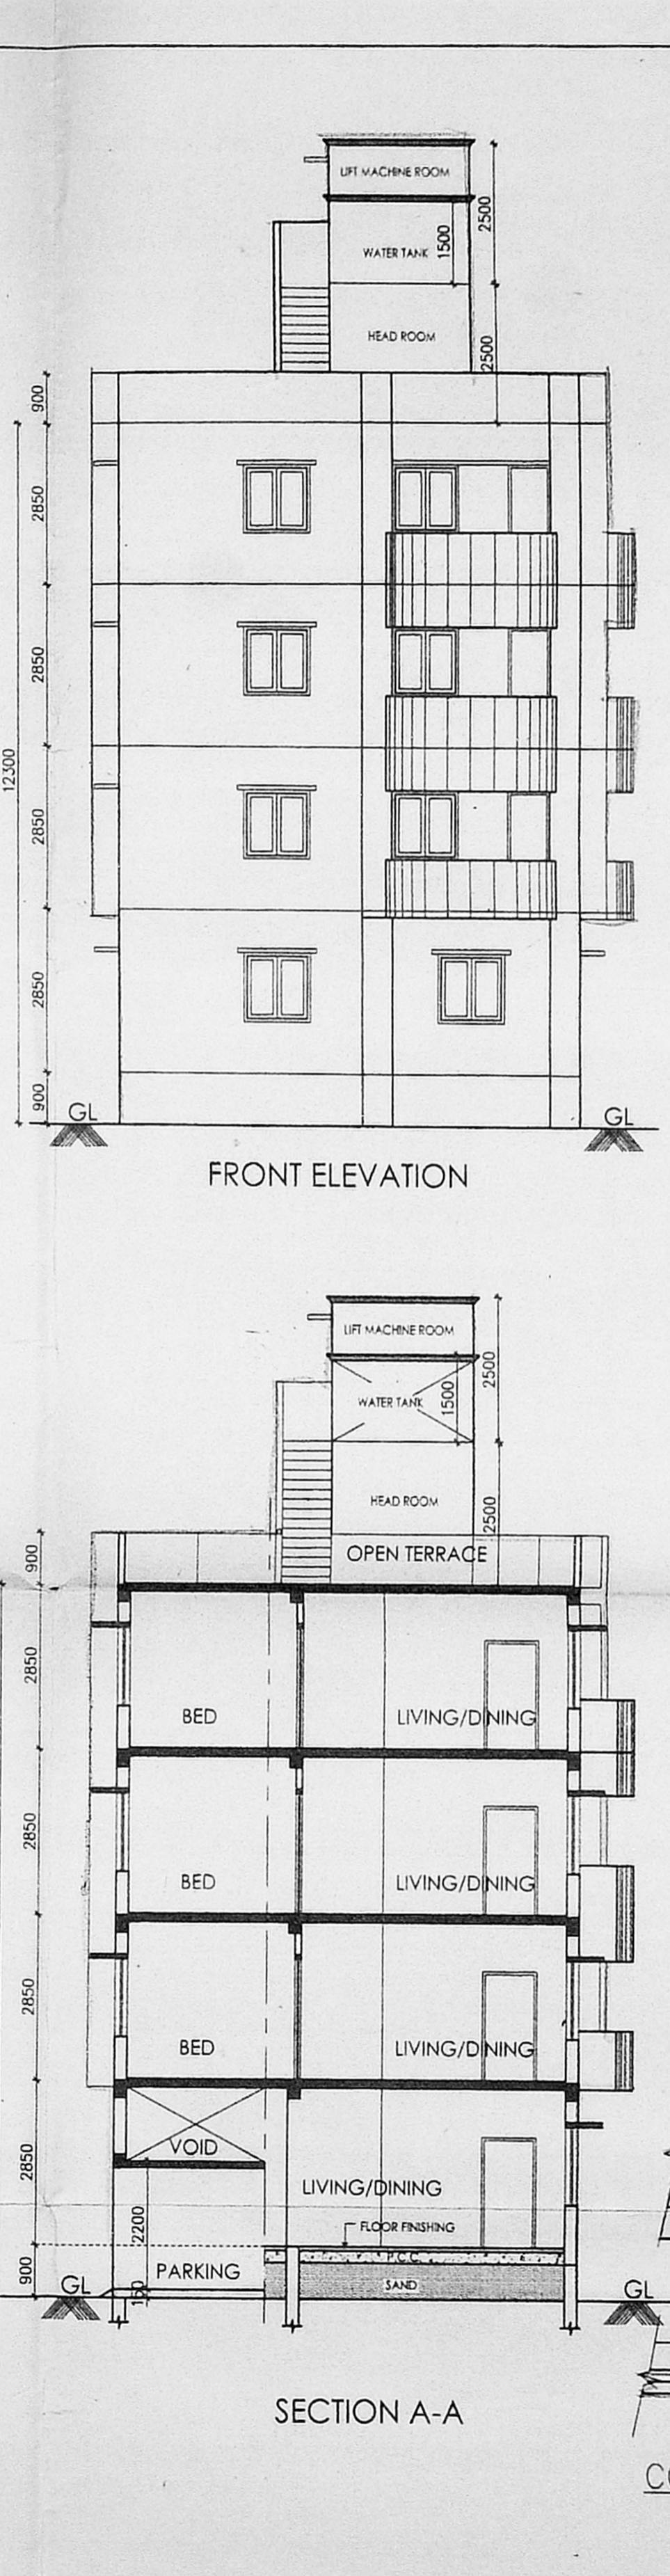 LIFT MACHINE ROOM
2500
WATER TANK
1500
HEAD ROOM
2500
900
2850
2850
12300
2850
2850
900
GL
GL
FRONT ELEVATION
LIFT MACHINE ROOM
2500
WATER TANK
1500
HEAD ROOM
2500
900
OPEN TERRACE
2850
BED
LIVING/DINING
2850
BED
LIVING/DINING
2850
BED
LIVING/DINING
2850
VOID
LIVING/DINING
2200
FLOOR FINISHING
P.C.C
900
PARKING
SAND
150
GL
GL
SECTION A-A